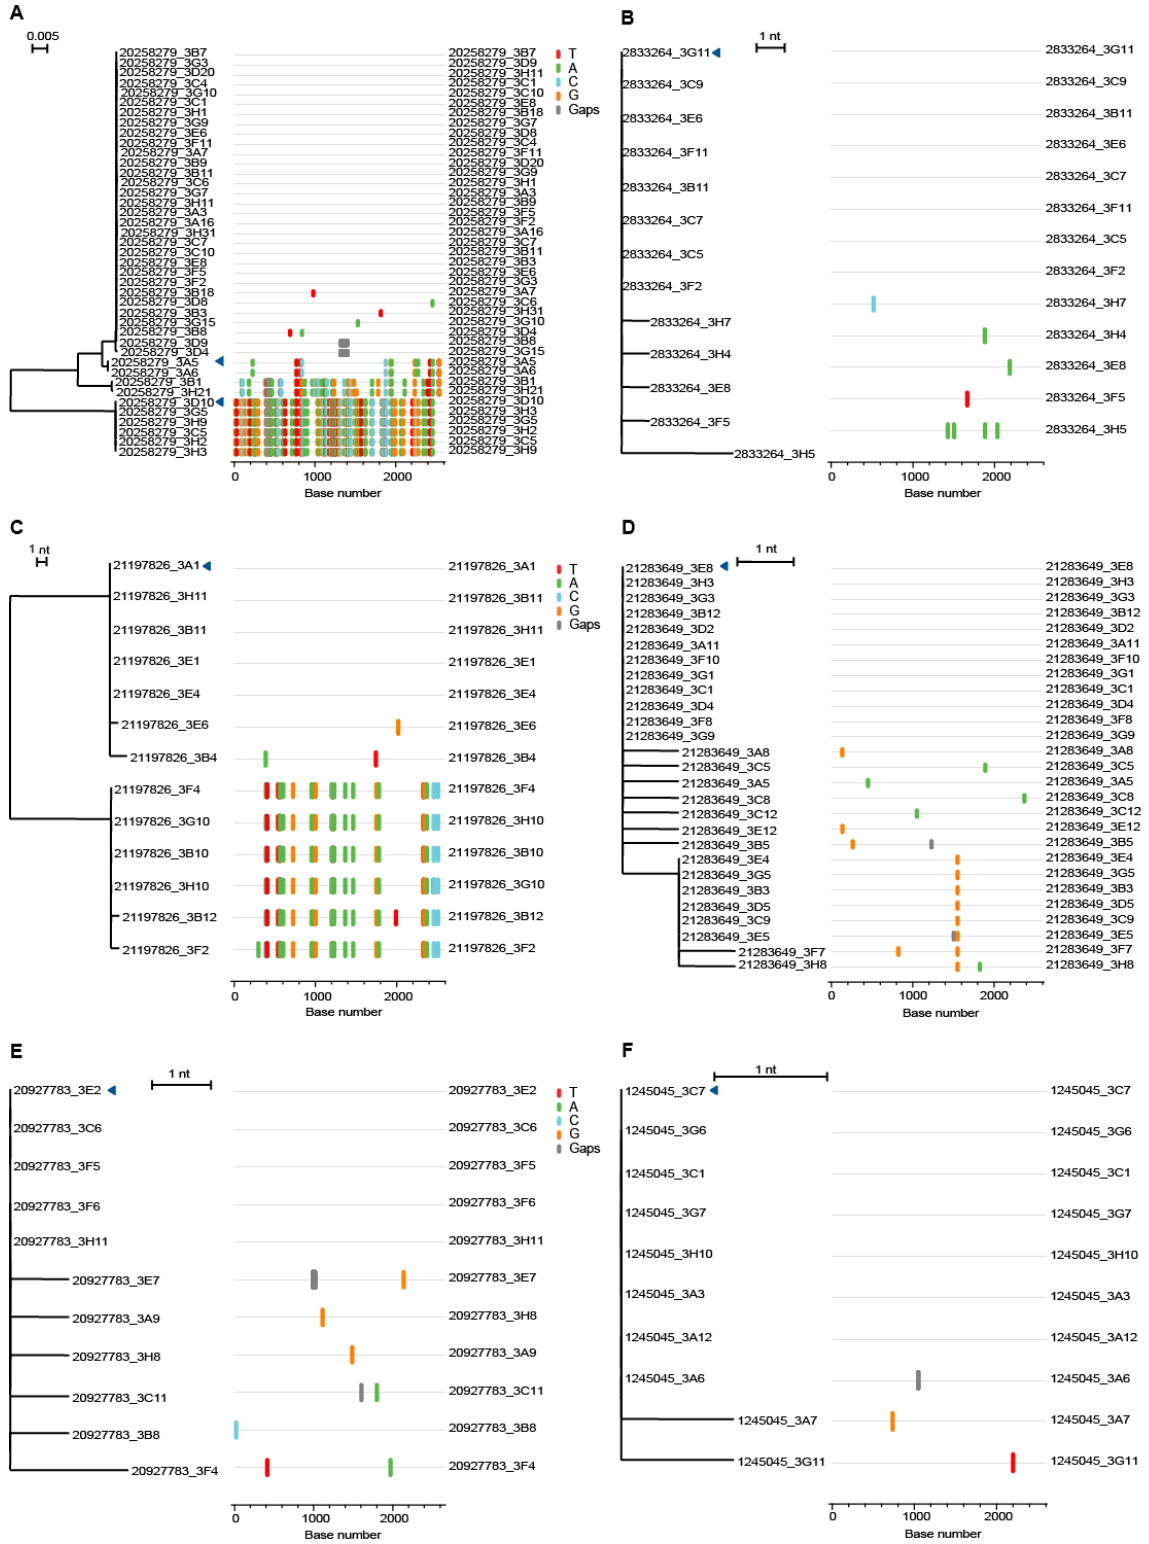 A
0.005
20258279_3B7
20258279_3G3
20258279_3D20
20258279_3C4
20258279_3G10
20258279_3C1
20258279_3H1
20258279_3G9
20258279_3E6
20258279_3F11
20258279_3A7
20258279_3B9
20258279_3B11
20258279_3C6
20258279_3G7
20258279_3H11
20258279_3A3
20258279_3A16
20258279_3H31
20258279_3C7
20258279_3C10
20258279_3E8
20258279_3F5
20258279_3F2
20258279_3B18
20258279_3D8
20258279_3B3
20258279_3G15
20258279_3B8
20258279_3D9
20258279_3D4
20258279_3A5
20258279_3A6
20258279_3B1
20258279_3H21
20258279_3D10
20258279_3G5
20258279_3H9
20258279_3C5
20258279_3H2
20258279_3H3
20258279_3B7
20258279_3D9
20258279_3H11
20258279_3C1
20258279_3C10
20258279_3E8
20258279_3B18
20258279_3G7
20258279_3D8
20258279_3C4
20258279_3F11
20258279_3D20
20258279_3G9
20258279_3H1
20258279_3A3
20258279_3B9
20258279_3F5
20258279_3F2
20258279_3A16
20258279_3C7
20258279_3B11
20258279_3B3
20258279_3E6
20258279_3G3
20258279_3A7
20258279_3C6
20258279_3H31
20258279_3G10
20258279_3D4
20258279_3B8
20258279_3G15
20258279_3A5
20258279_3A6
20258279_3B1
20258279_3H21
20258279_3D10
20258279_3H3
20258279_3G5
20258279_3H2
20258279_3C5
20258279_3H9
0 1000 2000
Base number
T
A
C
G
Gaps
B
1 nt
2833264_3G11
2833264_3C9
2833264_3E6
2833264_3F11
2833264_3B11
2833264_3C7
2833264_3C5
2833264_3F2
2833264_3H7
2833264_3H4
2833264_3E8
2833264_3F5
2833264_3H5
2833264_3G11
2833264_3C9
2833264_3B11
2833264_3E6
2833264_3C7
2833264_3F11
2833264_3C5
2833264_3F2
2833264_3H7
2833264_3H4
2833264_3E8
2833264_3F5
2833264_3H5
0 1000 2000
Base number
C
1 nt
21197826_3A1
21197826_3H11
21197826_3B11
21197826_3E1
21197826_3E4
21197826_3E6
21197826_3B4
21197826_3F4
21197826_3G10
21197826_3B10
21197826_3H10
21197826_3B12
21197826_3F2
21197826_3A1
21197826_3B11
21197826_3H11
21197826_3E1
21197826_3E4
21197826_3E6
21197826_3B4
21197826_3F4
21197826_3H10
21197826_3B10
21197826_3G10
21197826_3B12
21197826_3F2
0 1000 2000
Base number
T
A
C
G
Gaps
D
1 nt
21283649_3E8
21283649_3H3
21283649_3G3
21283649_3B12
21283649_3D2
21283649_3A11
21283649_3F10
21283649_3G1
21283649_3C1
21283649_3D4
21283649_3F8
21283649_3G9
21283649_3A8
21283649_3C5
21283649_3A5
21283649_3C8
21283649_3C12
21283649_3E12
21283649_3B5
21283649_3E4
21283649_3G5
21283649_3B3
21283649_3D5
21283649_3C9
21283649_3E5
21283649_3F7
21283649_3H8
21283649_3E8
21283649_3H3
21283649_3G3
21283649_3B12
21283649_3D2
21283649_3A11
21283649_3F10
21283649_3G1
21283649_3C1
21283649_3D4
21283649_3F8
21283649_3G9
21283649_3A8
21283649_3C5
21283649_3A5
21283649_3C8
21283649_3C12
21283649_3E12
21283649_3B5
21283649_3E4
21283649_3G5
21283649_3B3
21283649_3D5
21283649_3C9
21283649_3E5
21283649_3F7
21283649_3H8
0 1000 2000
Base number
E
1 nt
20927783_3E2
20927783_3C6
20927783_3F5
20927783_3F6
20927783_3H11
20927783_3E7
20927783_3A9
20927783_3H8
20927783_3C11
20927783_3B8
20927783_3F4
20927783_3E2
20927783_3C6
20927783_3F5
20927783_3F6
20927783_3H11
20927783_3E7
20927783_3H8
20927783_3A9
20927783_3C11
20927783_3B8
20927783_3F4
0 1000 2000
Base number
T
A
C
G
Gaps
F
1 nt
1245045_3C7
1245045_3G6
1245045_3C1
1245045_3G7
1245045_3H10
1245045_3A3
1245045_3A12
1245045_3A6
1245045_3A7
1245045_3G11
1245045_3C7
1245045_3G6
1245045_3C1
1245045_3G7
1245045_3H10
1245045_3A3
1245045_3A12
1245045_3A6
1245045_3A7
1245045_3G11
0 1000 2000
Base number